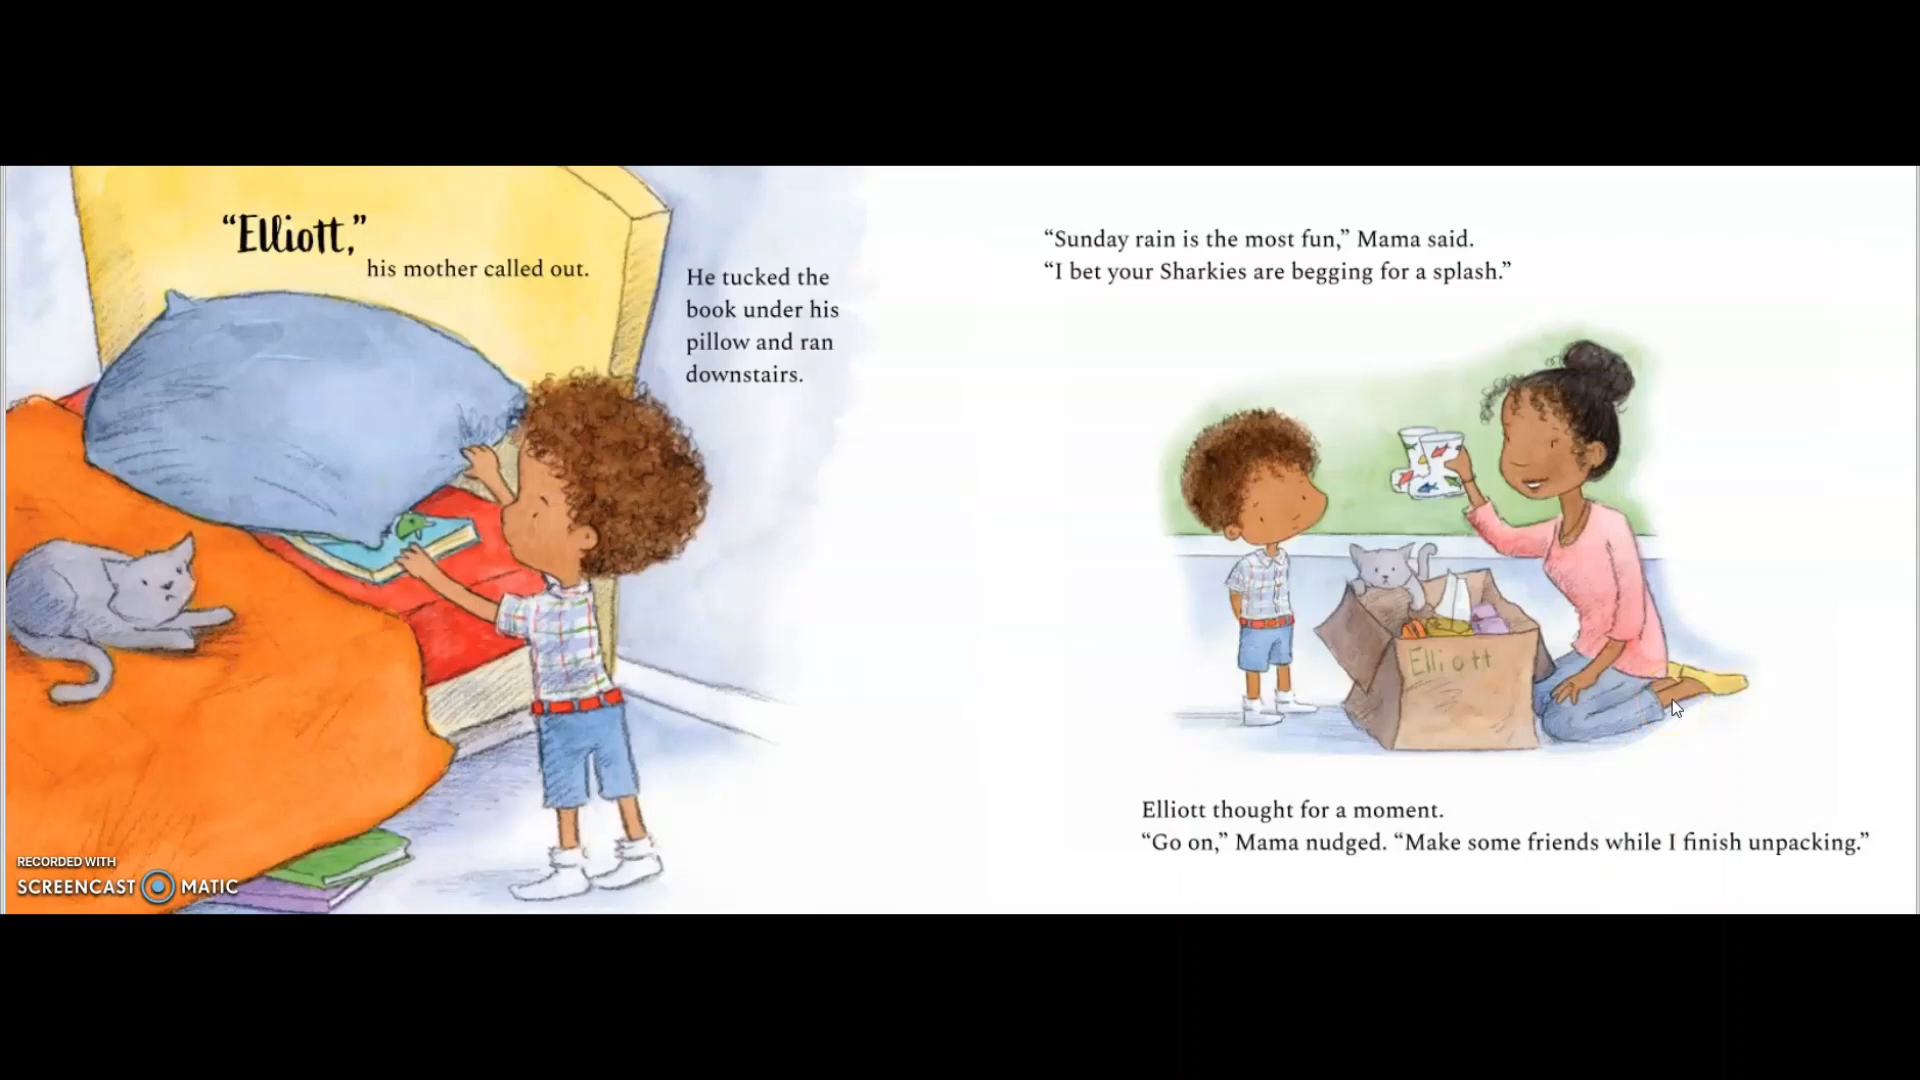 “Elliott,”
his mother called out.
He tucked the
book under his
pillow and ran
downstairs.
“Sunday rain is the most fun,” Mama said.
“I bet your Sharkies are begging for a splash.”
Elliott
Elliott thought for a moment.
“Go on,” Mama nudged. “Make some friends while I finish unpacking.”
RECORDED WITH
SCREENCAST MATIC